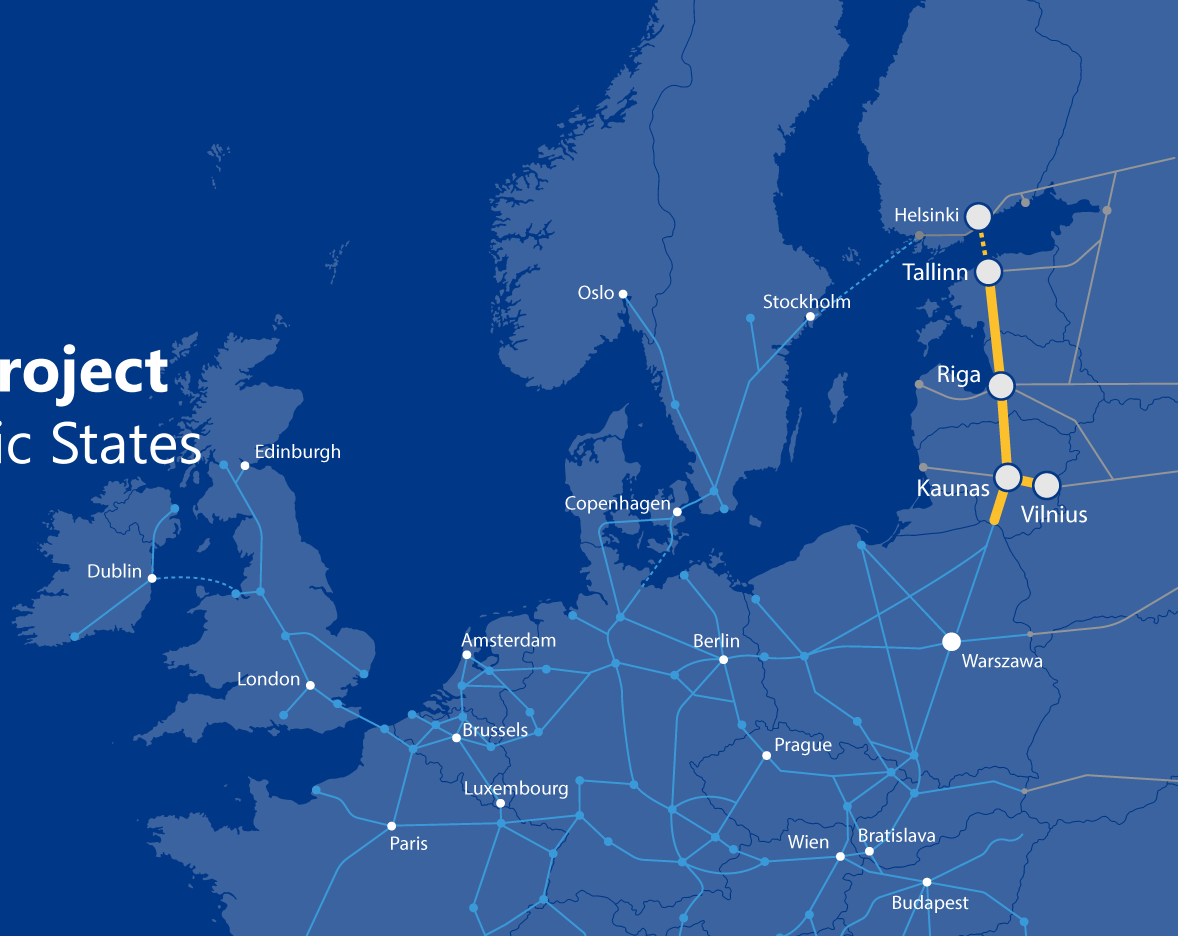 Helsinki
Tallinn
Oslo
Stockholm
roject
Riga
ic States
Edinburgh
Kaunas
Copenhagen
Vilnius
Dublin
Amsterdam
Berlin
Warszawa
London
Brussels
Prague
Luxembourg
Paris
Wien
Bratislava
Budapest